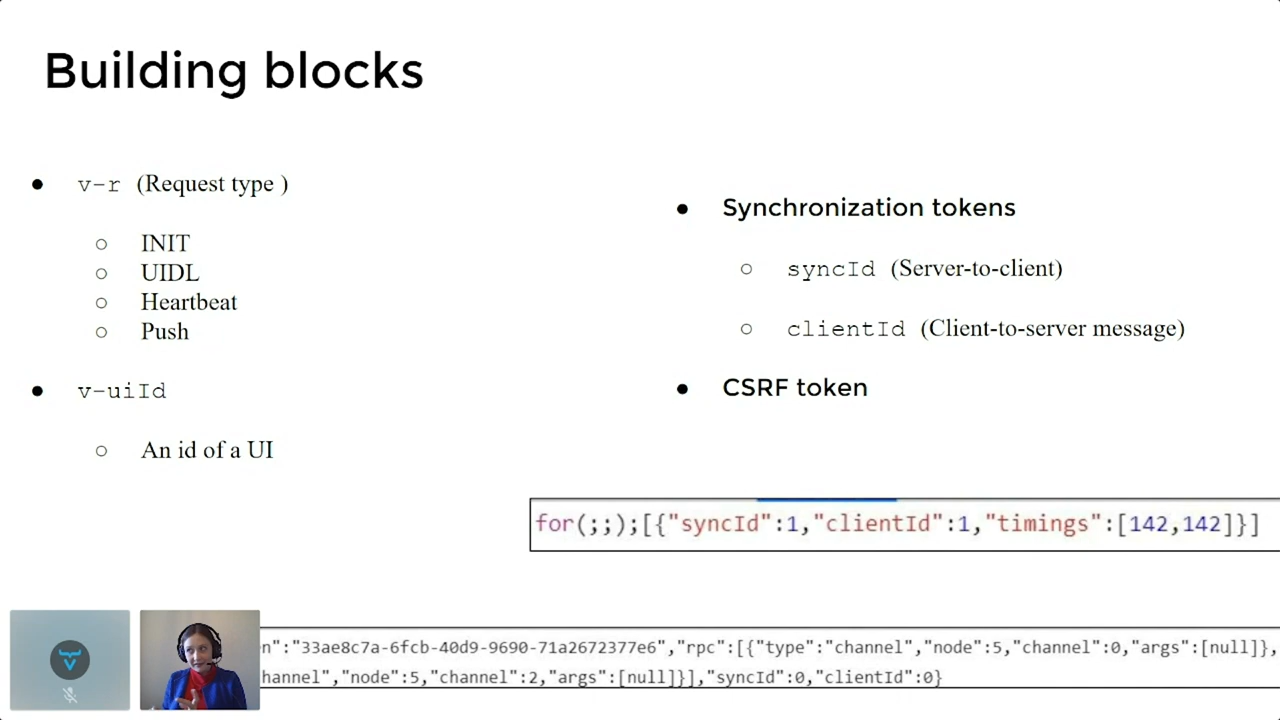 Building blocks
● v-r (Request type )
○ INIT
○ UIDL
○ Heartbeat
○ Push
● v-uiId
○ An id of a UI
● Synchronization tokens
○ syncId (Server-to-client)
○ clientId (Client-to-server message)
● CSRF token
for(;;);[{"syncId":1,"clientId":1,"timings":[142,142]}]
n":"33ae8c7a-6fcb-40d9-9690-71a2672377e6","rpc":[{"type":"channel","node":5,"channel":0,"args":[null]},
hannel","node":5,"channel":2,"args":[null]}],"syncId":0,"clientId":0}